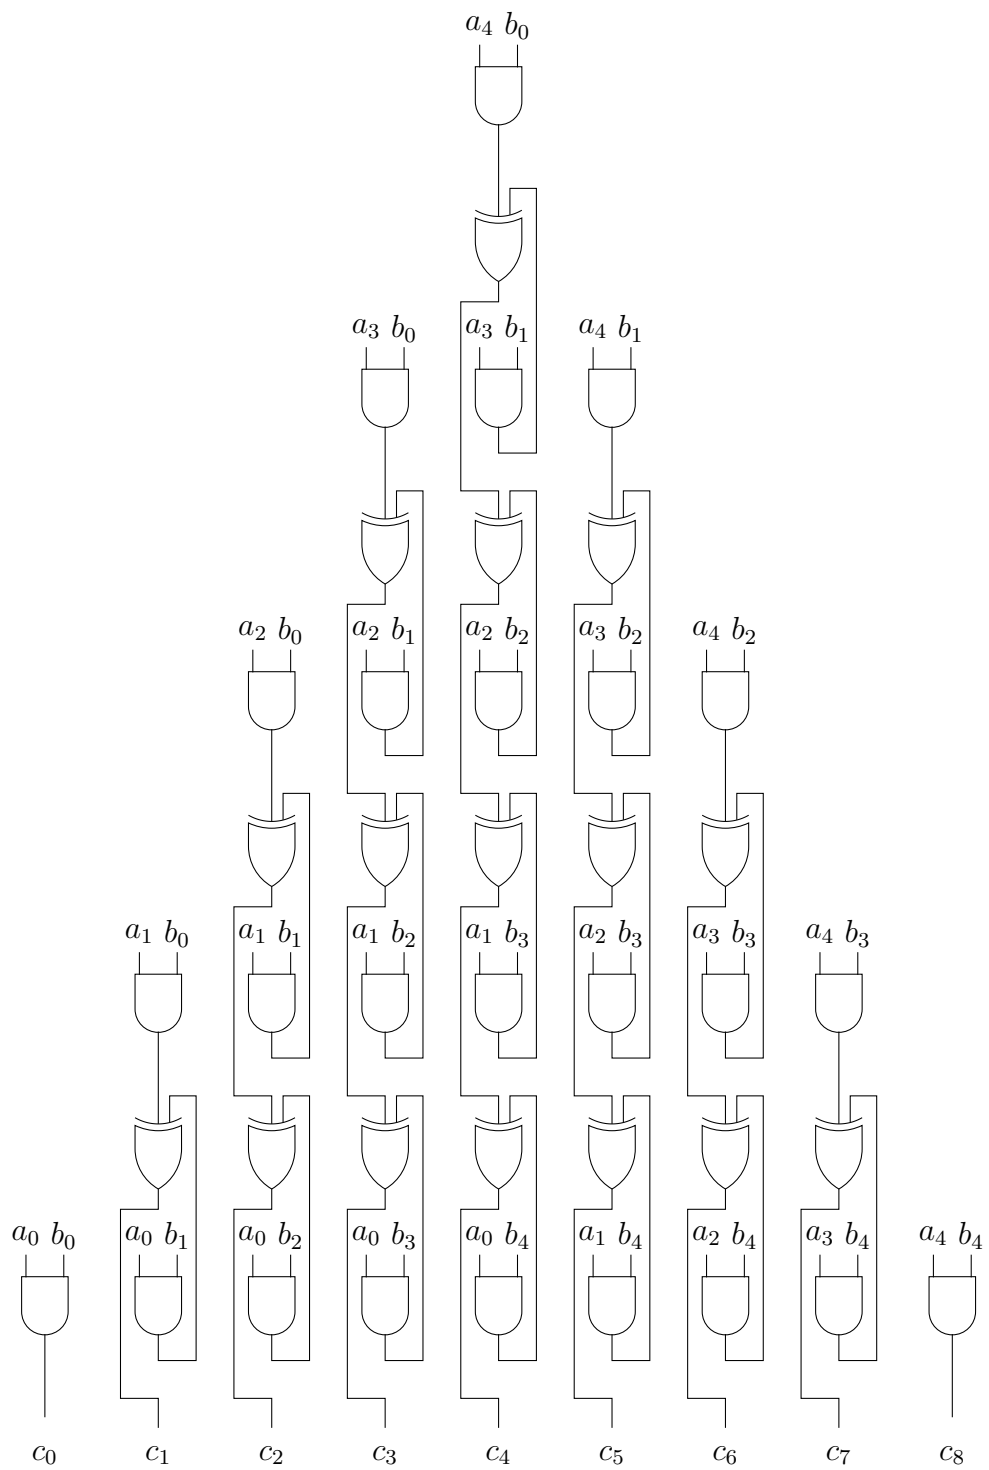 a₄ b₀
a₃ b₀ a₃ b₁ a₄ b₁
a₂ b₀ a₂ b₁ a₂ b₂ a₃ b₂ a₄ b₂
a₁ b₀ a₁ b₁ a₁ b₂ a₁ b₃ a₂ b₃ a₃ b₃ a₄ b₃
a₀ b₀ a₀ b₁ a₀ b₂ a₀ b₃ a₀ b₄ a₁ b₄ a₂ b₄ a₃ b₄ a₄ b₄
c₀ c₁ c₂ c₃ c₄ c₅ c₆ c₇ c₈